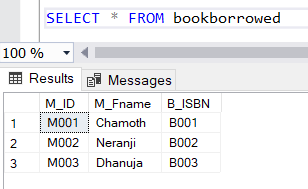 SELECT * FROM bookborrowed
100 %
Results Messages
M_ID M_Fname B_ISBN
1 M001 Chamoth B001
2 M002 Neranji B002
3 M003 Dhanuja B003